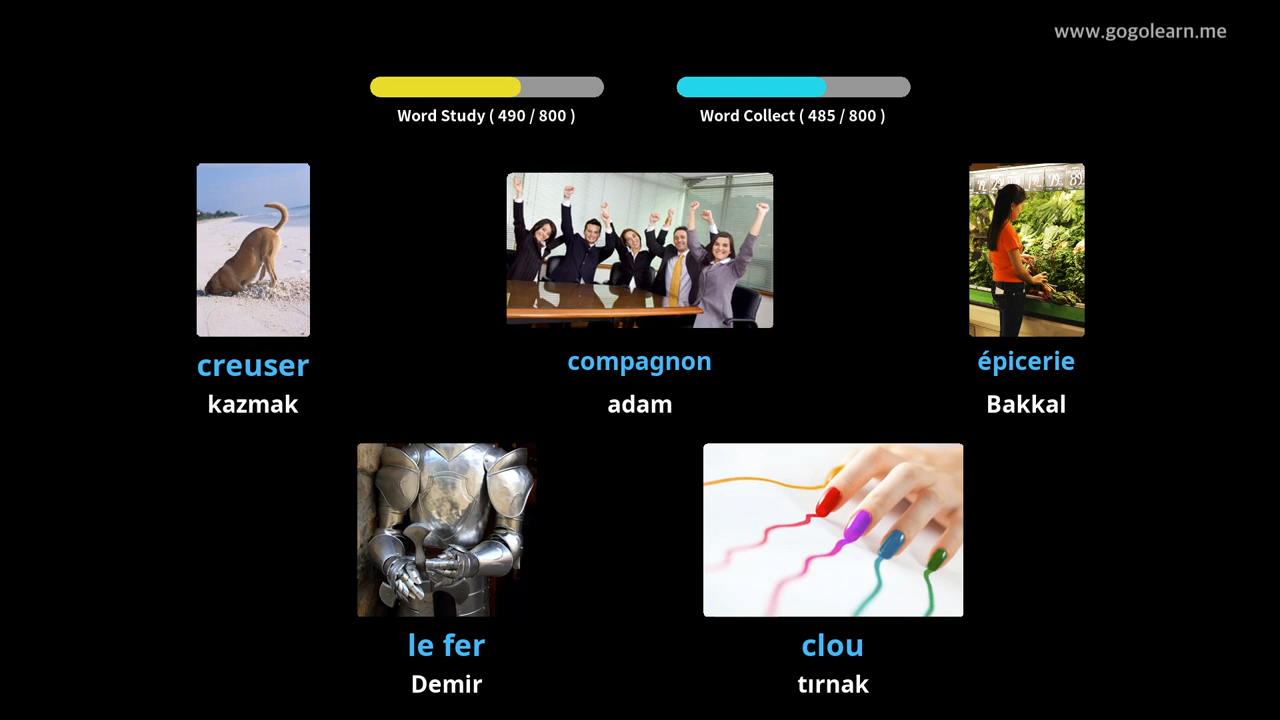 www.gogolearn.me
Word Study ( 490 / 800 )
Word Collect ( 485 / 800 )
creuser
kazmak
compagnon
adam
épicerie
Bakkal
le fer
Demir
clou
tırnak